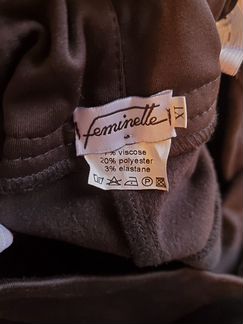 feminette
XL
% viscose
20% polyester
3% elastane